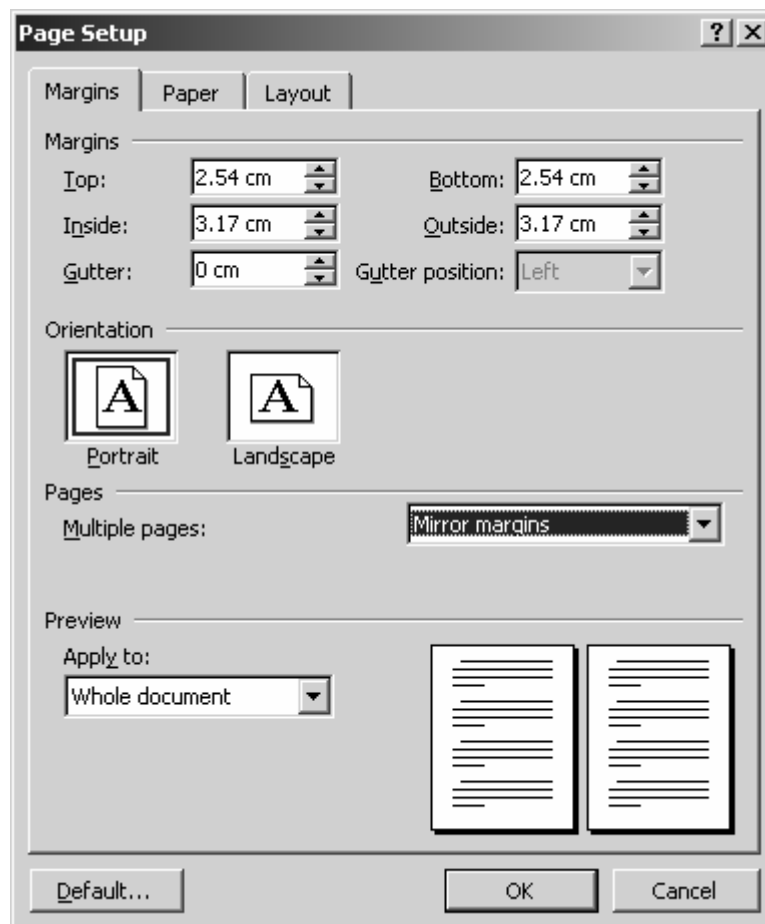 Page Setup
Margins Paper Layout
Margins
Top: 2.54 cm Bottom: 2.54 cm
Inside: 3.17 cm Outside: 3.17 cm
Gutter: 0 cm Gutter position: Left
Orientation
A A
Portrait Landscape
Pages
Multiple pages: Mirror margins
Preview
Apply to:
Whole document
Default... OK Cancel